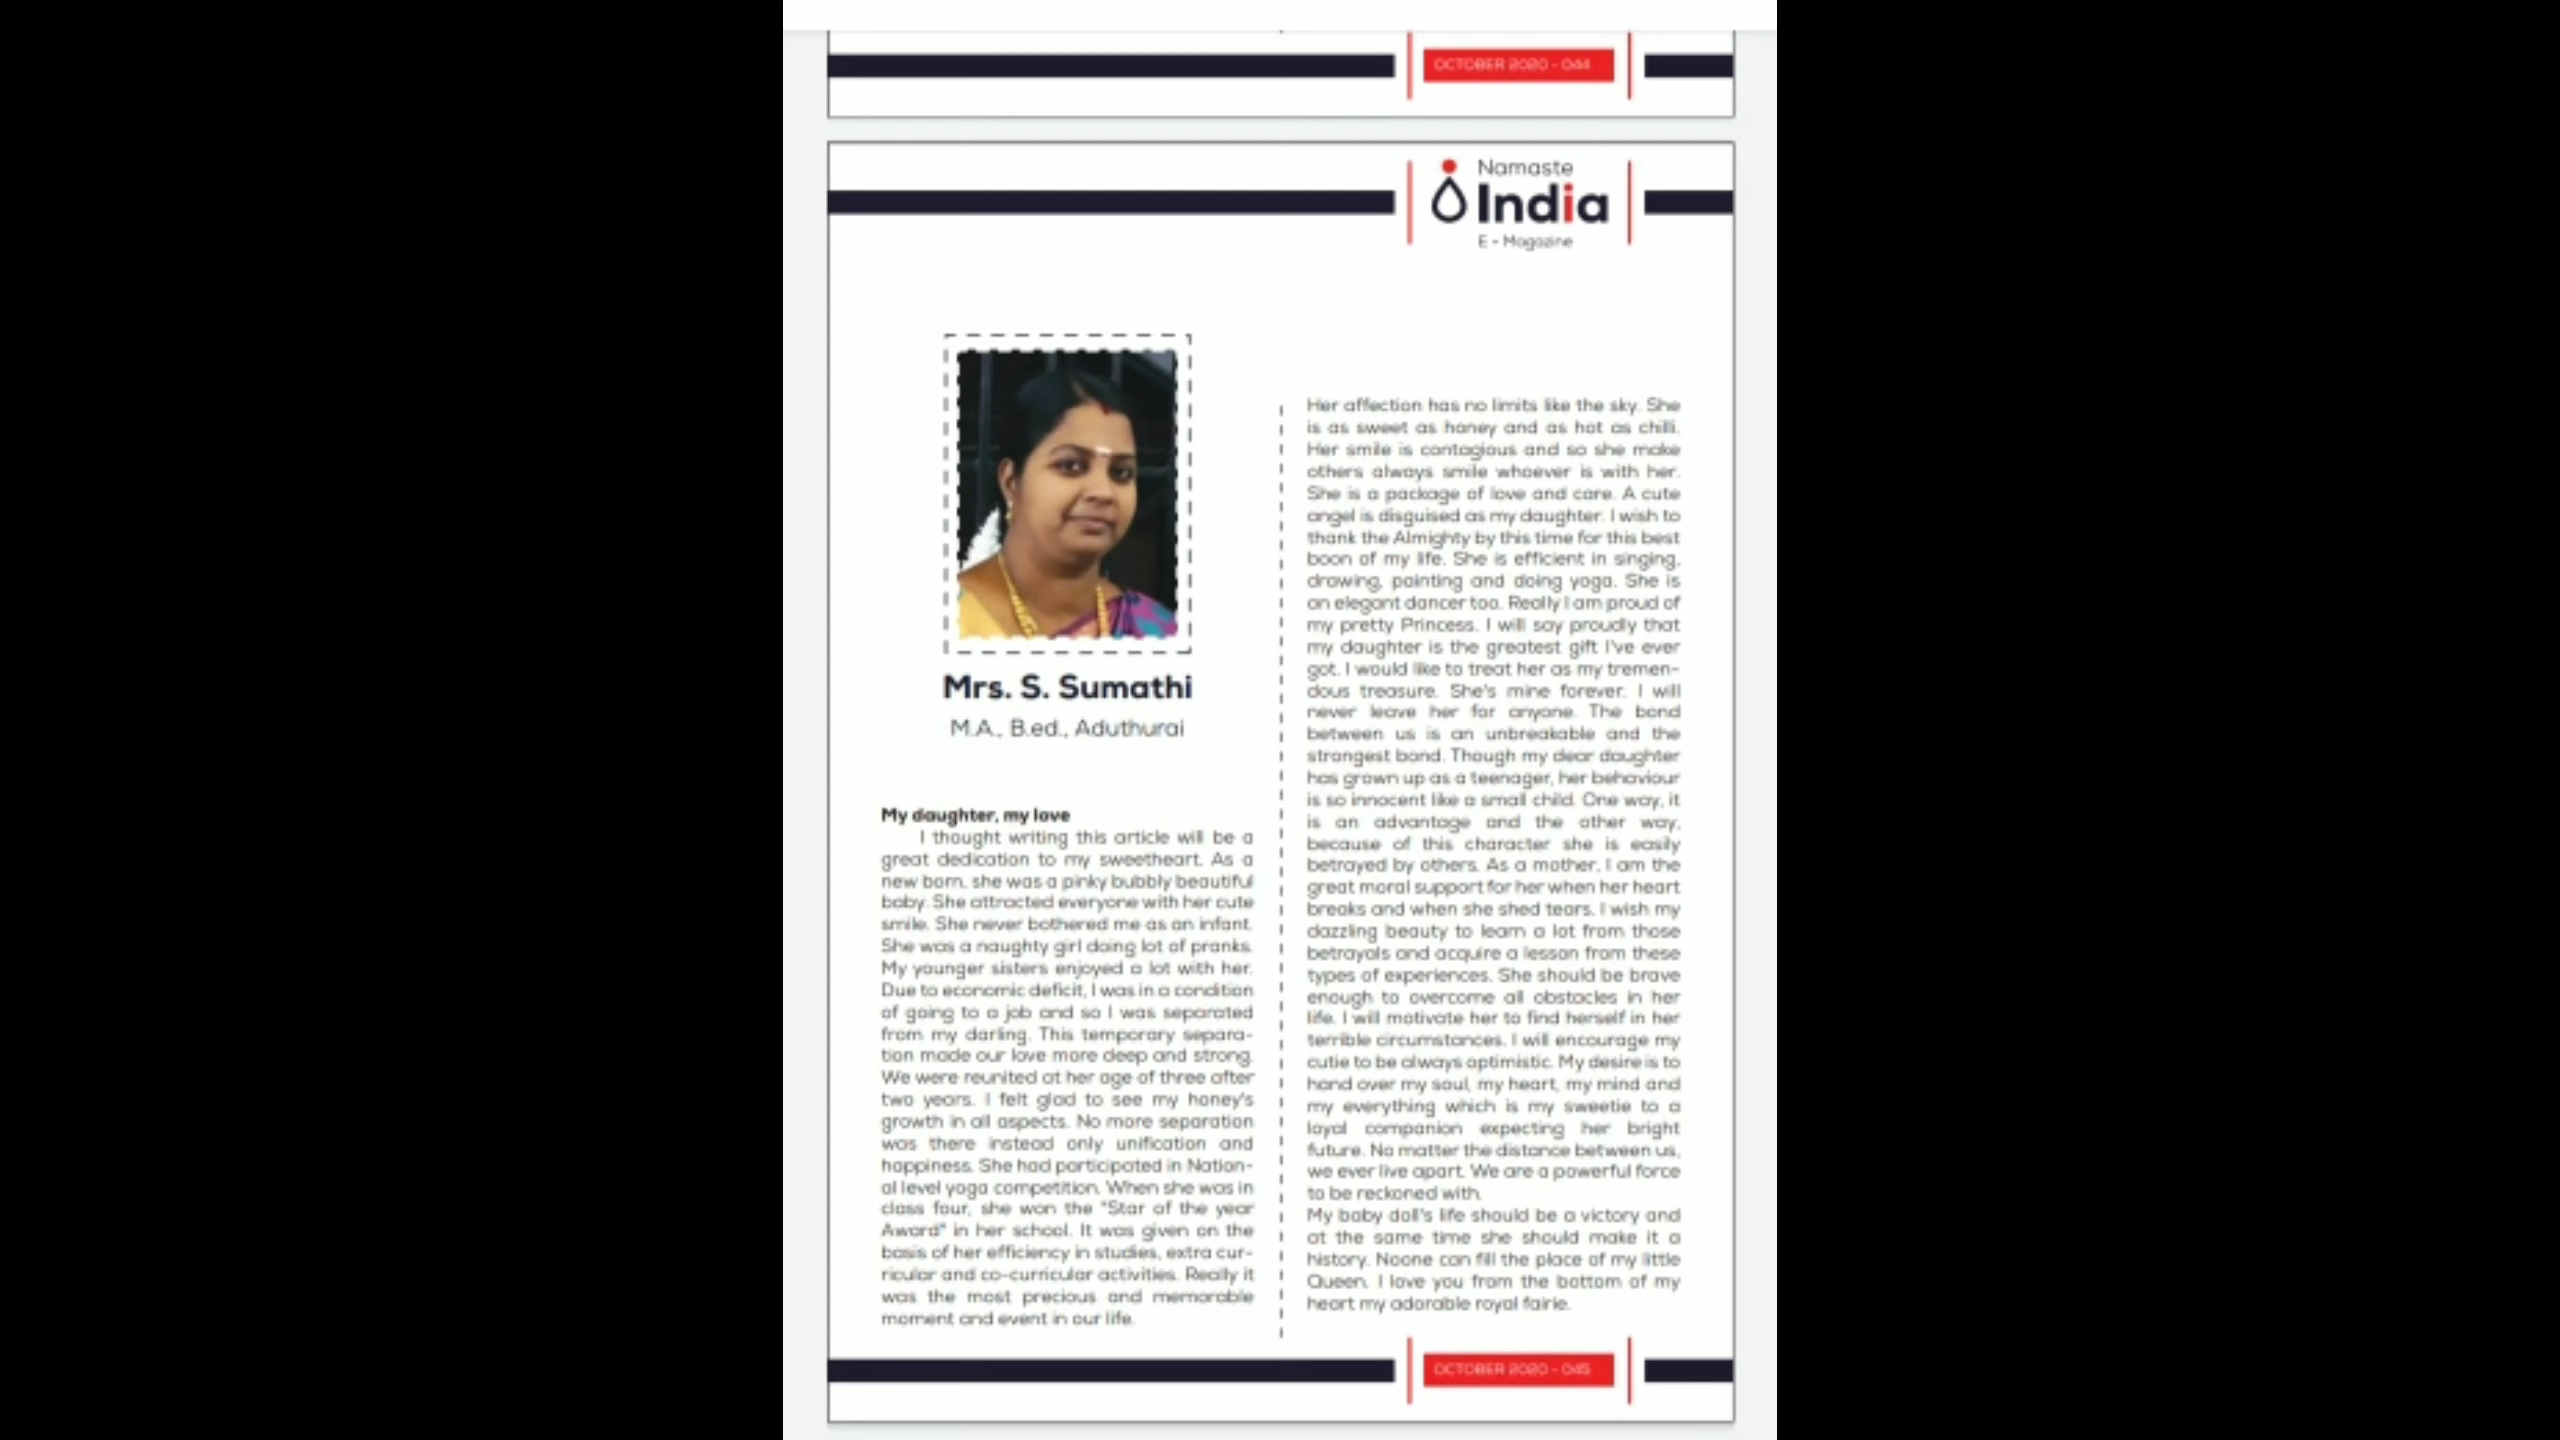 OCTOBER 2020 - 044
Namaste
India
E - Magazine
Mrs. S. Sumathi
M.A., B.ed., Aduthurai
My daughter, my love
I thought writing this article will be a
great dedication to my sweetheart. As a
new born, she was a pinky bubbly beautiful
baby. She attracted everyone with her cute
smile. She never bothered me as an infant.
She was a naughty girl doing lot of pranks.
My younger sisters enjoyed a lot with her.
Due to economic deficit, I was in a condition
of going to a job and so I was separated
from my darling. This temporary separa-
tion made our love more deep and strong.
We were reunited at her age of three after
two years. I felt glad to see my honey's
growth in all aspects. No more separation
was there instead only unification and
happiness. She had participated in Nation-
al level yoga competition. When she was in
class four, she won the "Star of the year
Award" in her school. It was given on the
basis of her efficiency in studies, extra cur-
ricular and co-curricular activities. Really it
was the most precious and memorable
moment and event in our life.
Her affection has no limits like the sky. She
is as sweet as honey and as hot as chilli.
Her smile is contagious and so she make
others always smile whoever is with her.
She is a package of love and care. A cute
angel is disguised as my daughter. I wish to
thank the Almighty by this time for this best
boon of my life. She is efficient in singing,
drawing, painting and doing yoga. She is
an elegant dancer too. Really I am proud of
my pretty Princess. I will say proudly that
my daughter is the greatest gift I've ever
got. I would like to treat her as my tremen-
dous treasure. She's mine forever. I will
never leave her for anyone. The bond
between us is an unbreakable and the
strongest bond. Though my dear daughter
has grown up as a teenager, her behaviour
is so innocent like a small child. One way, it
is an advantage and the other way,
because of this character she is easily
betrayed by others. As a mother, I am the
great moral support for her when her heart
breaks and when she shed tears. I wish my
dazzling beauty to learn a lot from those
betrayals and acquire a lesson from these
types of experiences. She should be brave
enough to overcome all obstacles in her
life. I will motivate her to find herself in her
terrible circumstances. I will encourage my
cutie to be always optimistic. My desire is to
hand over my soul, my heart, my mind and
my everything which is my sweetie to a
loyal companion expecting her bright
future. No matter the distance between us,
we ever live apart. We are a powerful force
to be reckoned with.
My baby doll's life should be a victory and
at the same time she should make it a
history. Noone can fill the place of my little
Queen. I love you from the bottom of my
heart my adorable royal fairie.
OCTOBER 2020 - 045